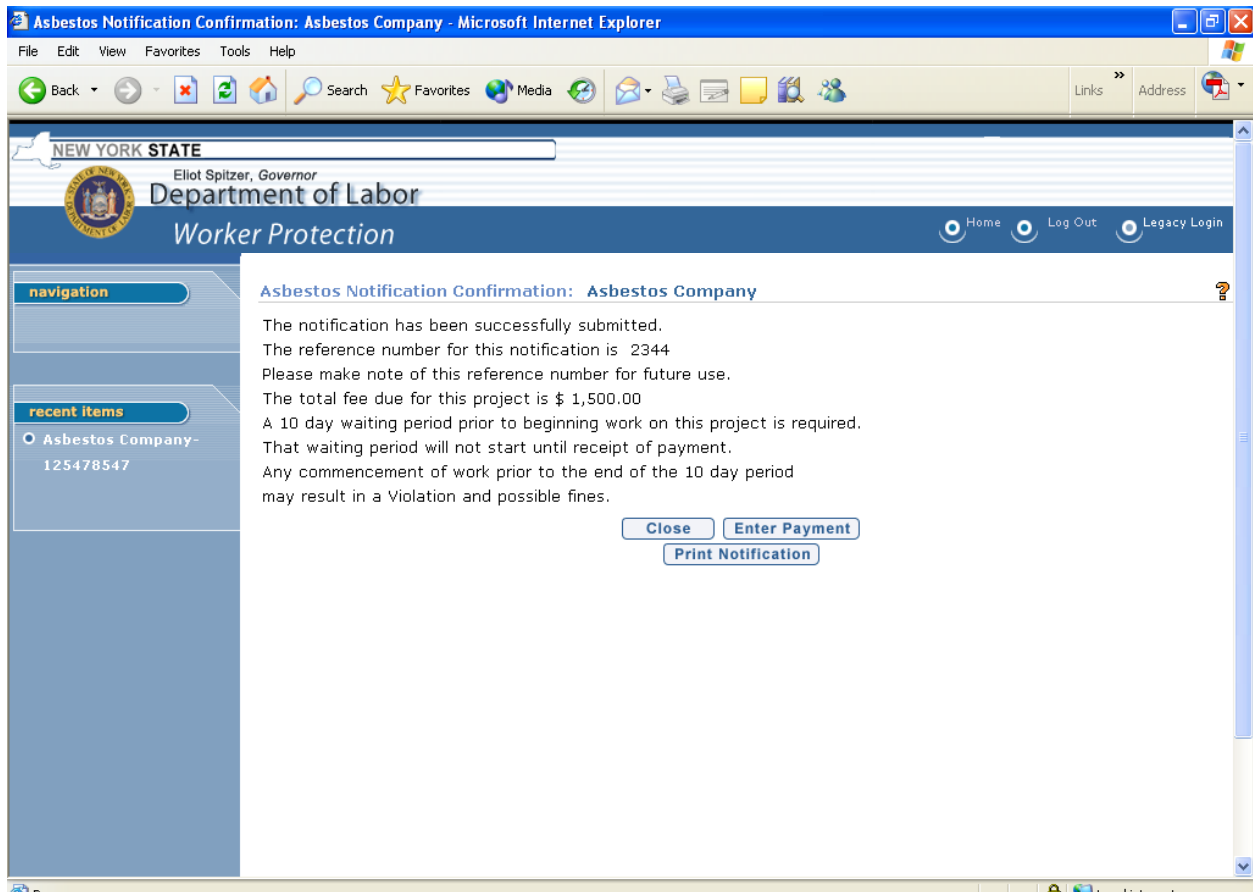 Asbestos Notification Confirmation: Asbestos Company - Microsoft Internet Explorer
File Edit View Favorites Tools Help
Back Search Favorites Media » Links Address
NEW YORK STATE
Eliot Spitzer, Governor
Department of Labor
Worker Protection
Home Log Out Legacy Login
navigation
recent items
Asbestos Company-
125478547
Asbestos Notification Confirmation: Asbestos Company ?
The notification has been successfully submitted.
The reference number for this notification is 2344
Please make note of this reference number for future use.
The total fee due for this project is $ 1,500.00
A 10 day waiting period prior to beginning work on this project is required.
That waiting period will not start until receipt of payment.
Any commencement of work prior to the end of the 10 day period
may result in a Violation and possible fines.
Close Enter Payment
Print Notification